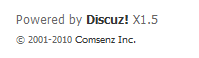 Powered by Discuz! X1.5
© 2001-2010 Comsenz Inc.